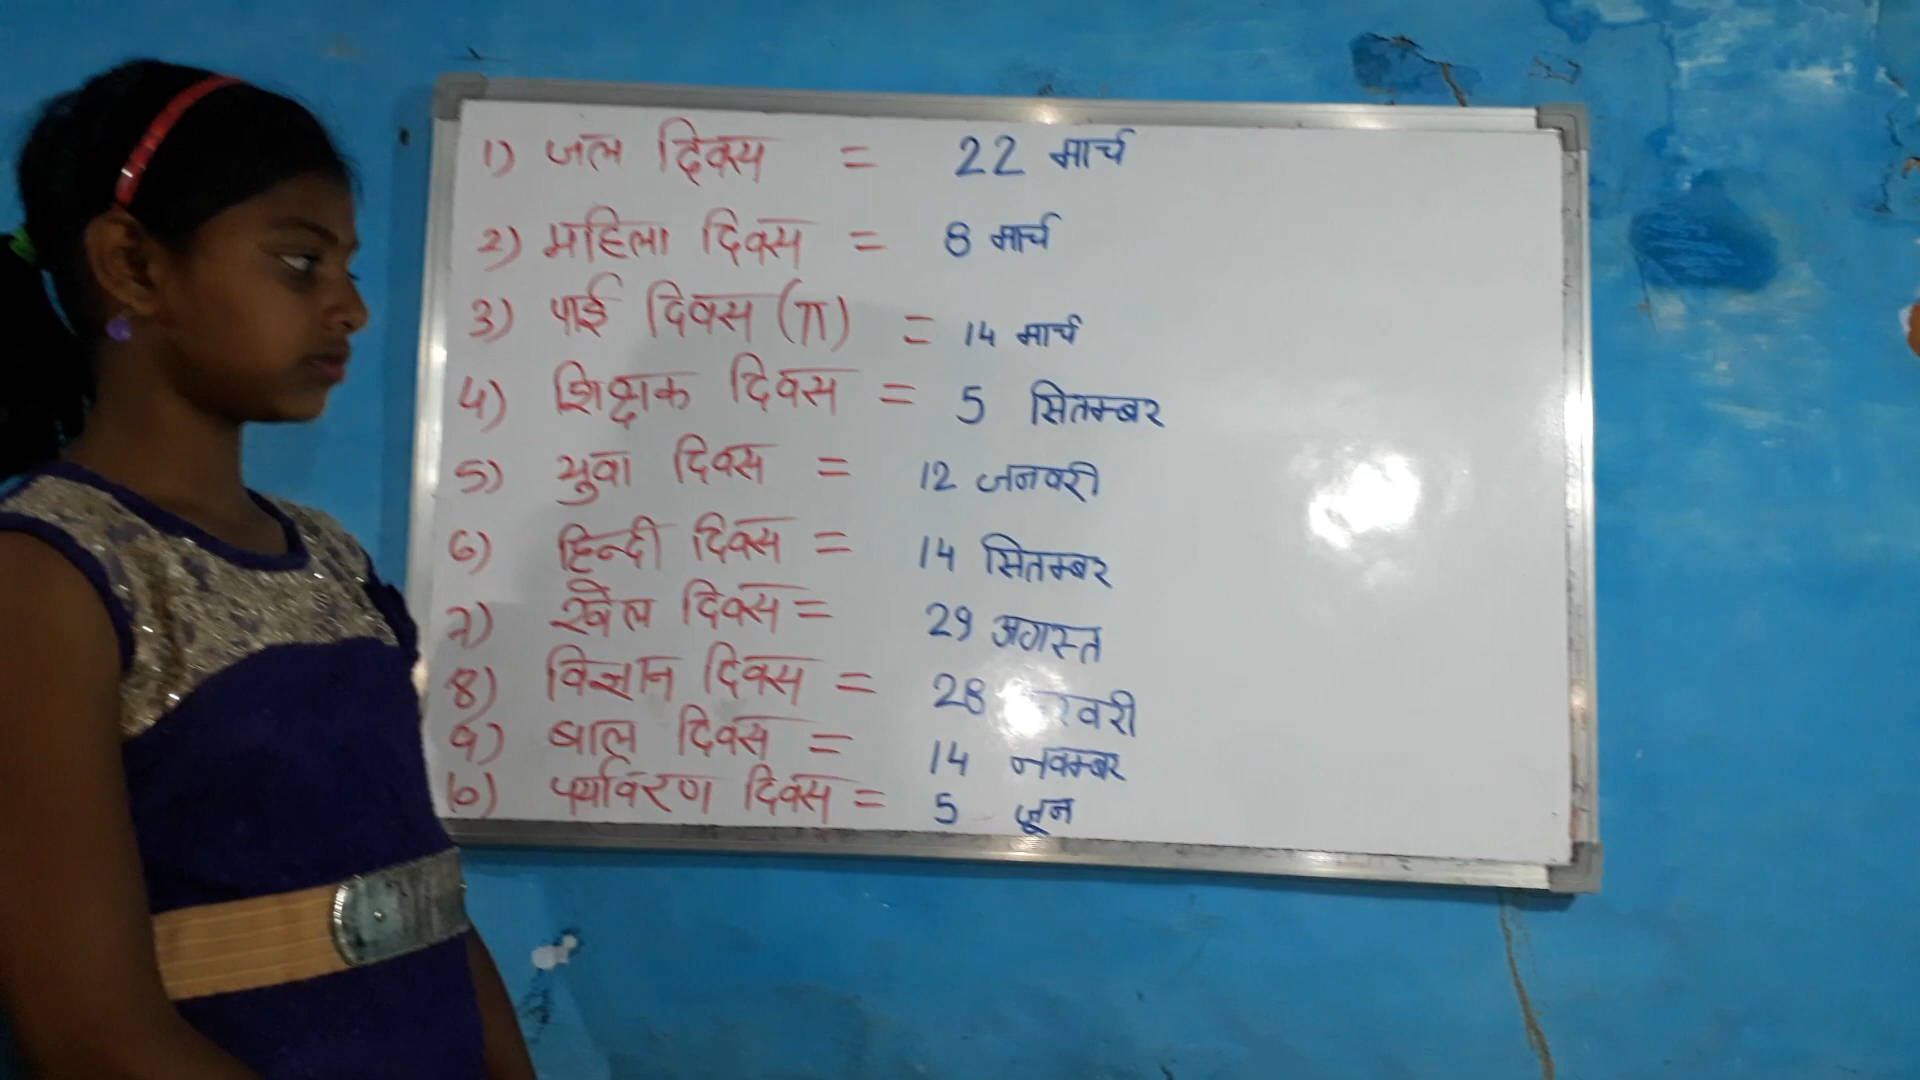 1) जल दिवस = 22 मार्च
2) महिला दिवस = 8 मार्च
3) पाई दिवस (π) = 14 मार्च
4) शिक्षक दिवस = 5 सितम्बर
5) युवा दिवस = 12 जनवरी
6) हिन्दी दिवस = 14 सितम्बर
7) खेल दिवस = 29 अगस्त
8) विज्ञान दिवस = 28
9) बाल दिवस = 14 नवम्बर
10) पर्यावरण दिवस = 5 जून